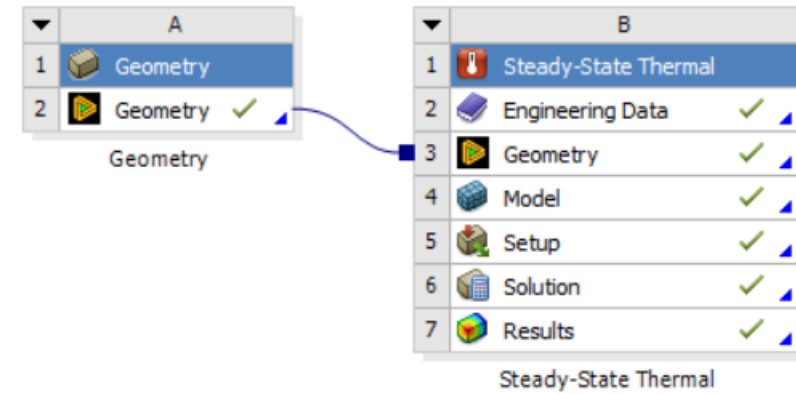 A
1 Geometry
2 Geometry
Geometry
B
1 Steady-State Thermal
2 Engineering Data
3 Geometry
4 Model
5 Setup
6 Solution
7 Results
Steady-State Thermal